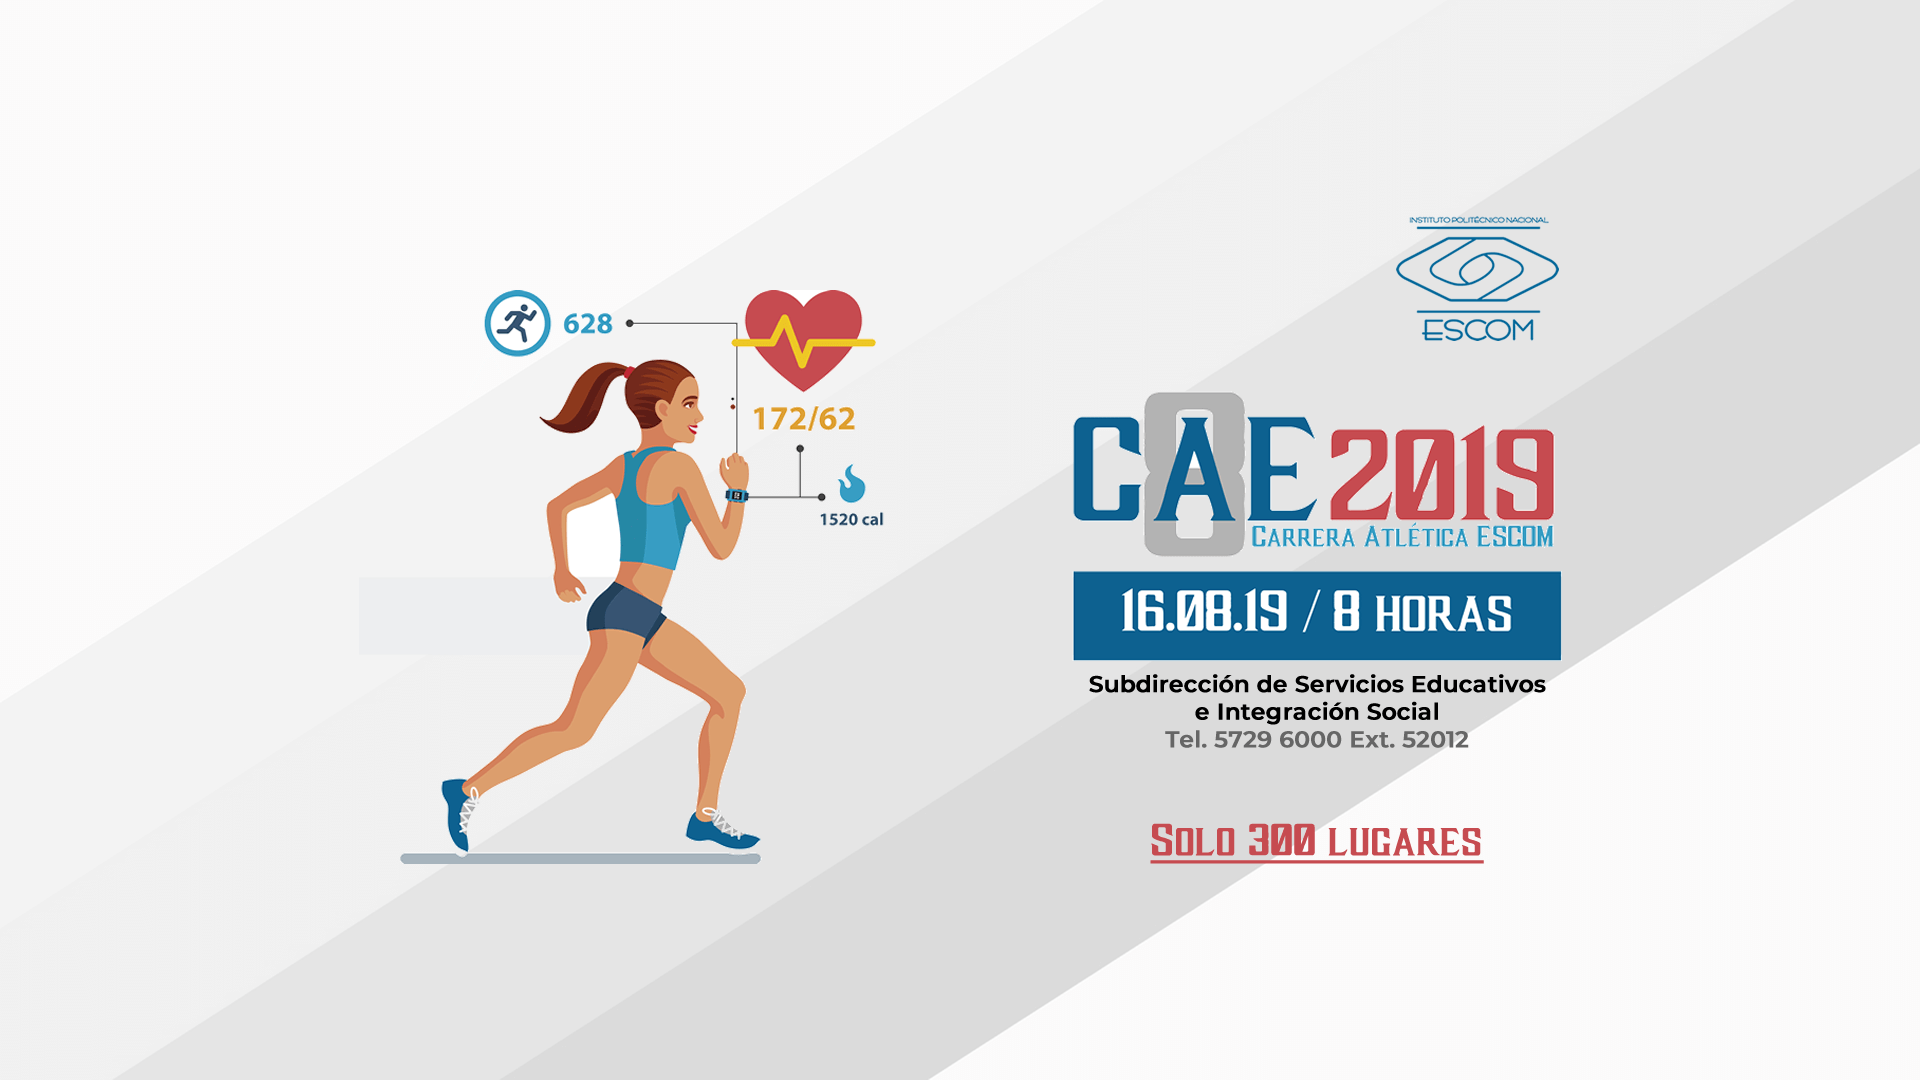 628
172/62
1520 cal
INSTITUTO POLITÉCNICO NACIONAL
ESCOM
8
CAE 2019
CARRERA ATLÉTICA ESCOM
16.08.19 / 8 HORAS
Subdirección de Servicios Educativos
e Integración Social
Tel. 5729 6000 Ext. 52012
SOLO 300 LUGARES